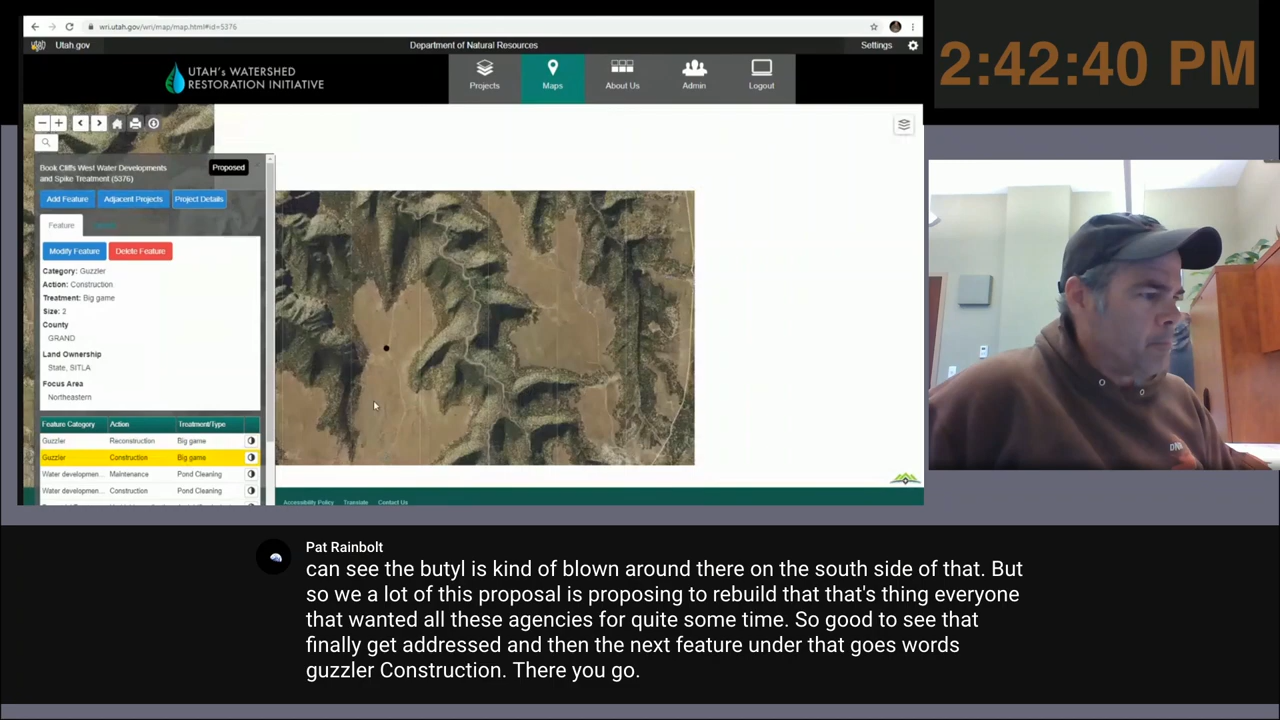 wri.utah.gov/wri/map/map.html#id=5376
Utah.gov
Department of Natural Resources
Settings
2:42:40 PM
UTAH'S WATERSHED
RESTORATION INITIATIVE
Projects
Maps
About Us
Admin
Logout
Book Cliffs West Water Developments
and Spike Treatment (5376)
Proposed
Add Feature
Adjacent Projects
Project Details
Feature
Modify Feature
Delete Feature
Category: Guzzler
Action: Construction
Treatment: Big game
Size: 2
County
GRAND
Land Ownership
State, SITLA
Focus Area
Northeastern
Feature Category Action Treatment/Type
Guzzler Reconstruction Big game
Guzzler Construction Big game
Water developmen... Maintenance Pond Cleaning
Water developmen... Construction Pond Cleaning
Accessibility Policy Translate Contact Us
Pat Rainbolt
can see the butyl is kind of blown around there on the south side of that. But
so we a lot of this proposal is proposing to rebuild that that's thing everyone
that wanted all these agencies for quite some time. So good to see that
finally get addressed and then the next feature under that goes words
guzzler Construction. There you go.